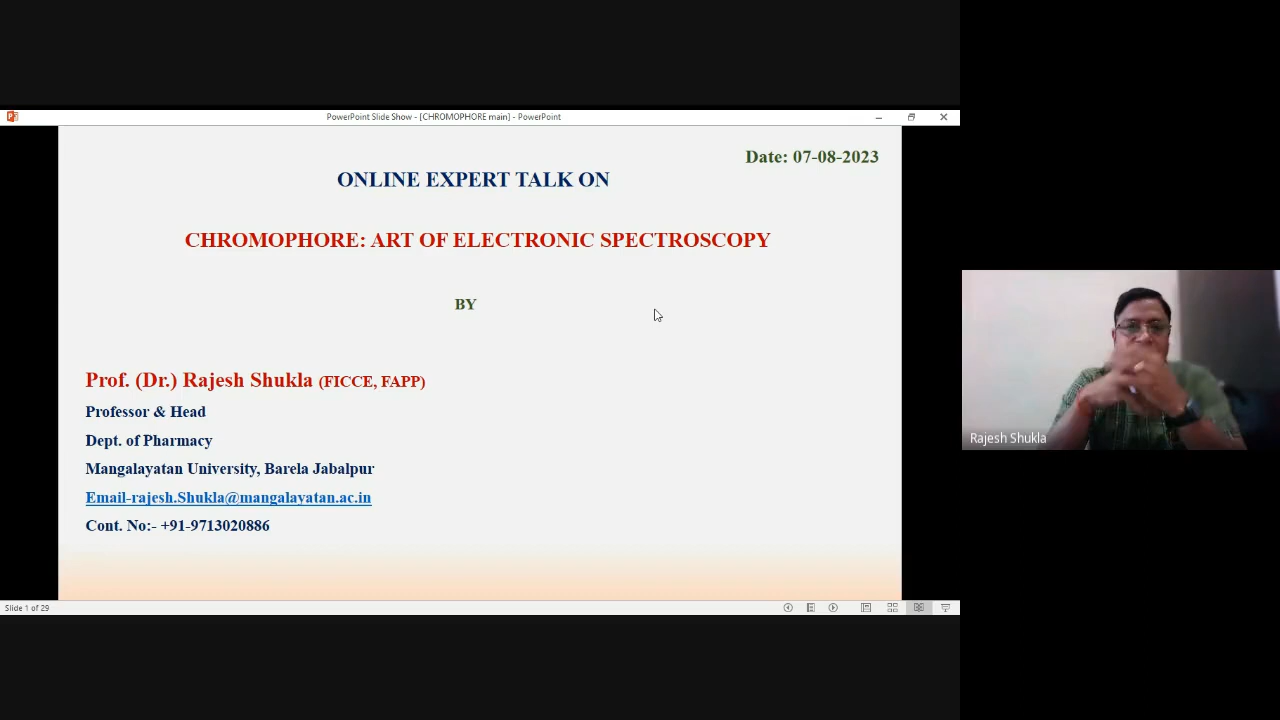 PowerPoint Slide Show - [CHROMOPHORE main] - PowerPoint
Date: 07-08-2023
ONLINE EXPERT TALK ON
CHROMOPHORE: ART OF ELECTRONIC SPECTROSCOPY
BY
Prof. (Dr.) Rajesh Shukla (FICCE, FAPP)
Professor & Head
Dept. of Pharmacy
Mangalayatan University, Barela Jabalpur
Email-rajesh.Shukla@mangalayatan.ac.in
Cont. No:- +91-9713020886
Slide 1 of 29
Rajesh Shukla